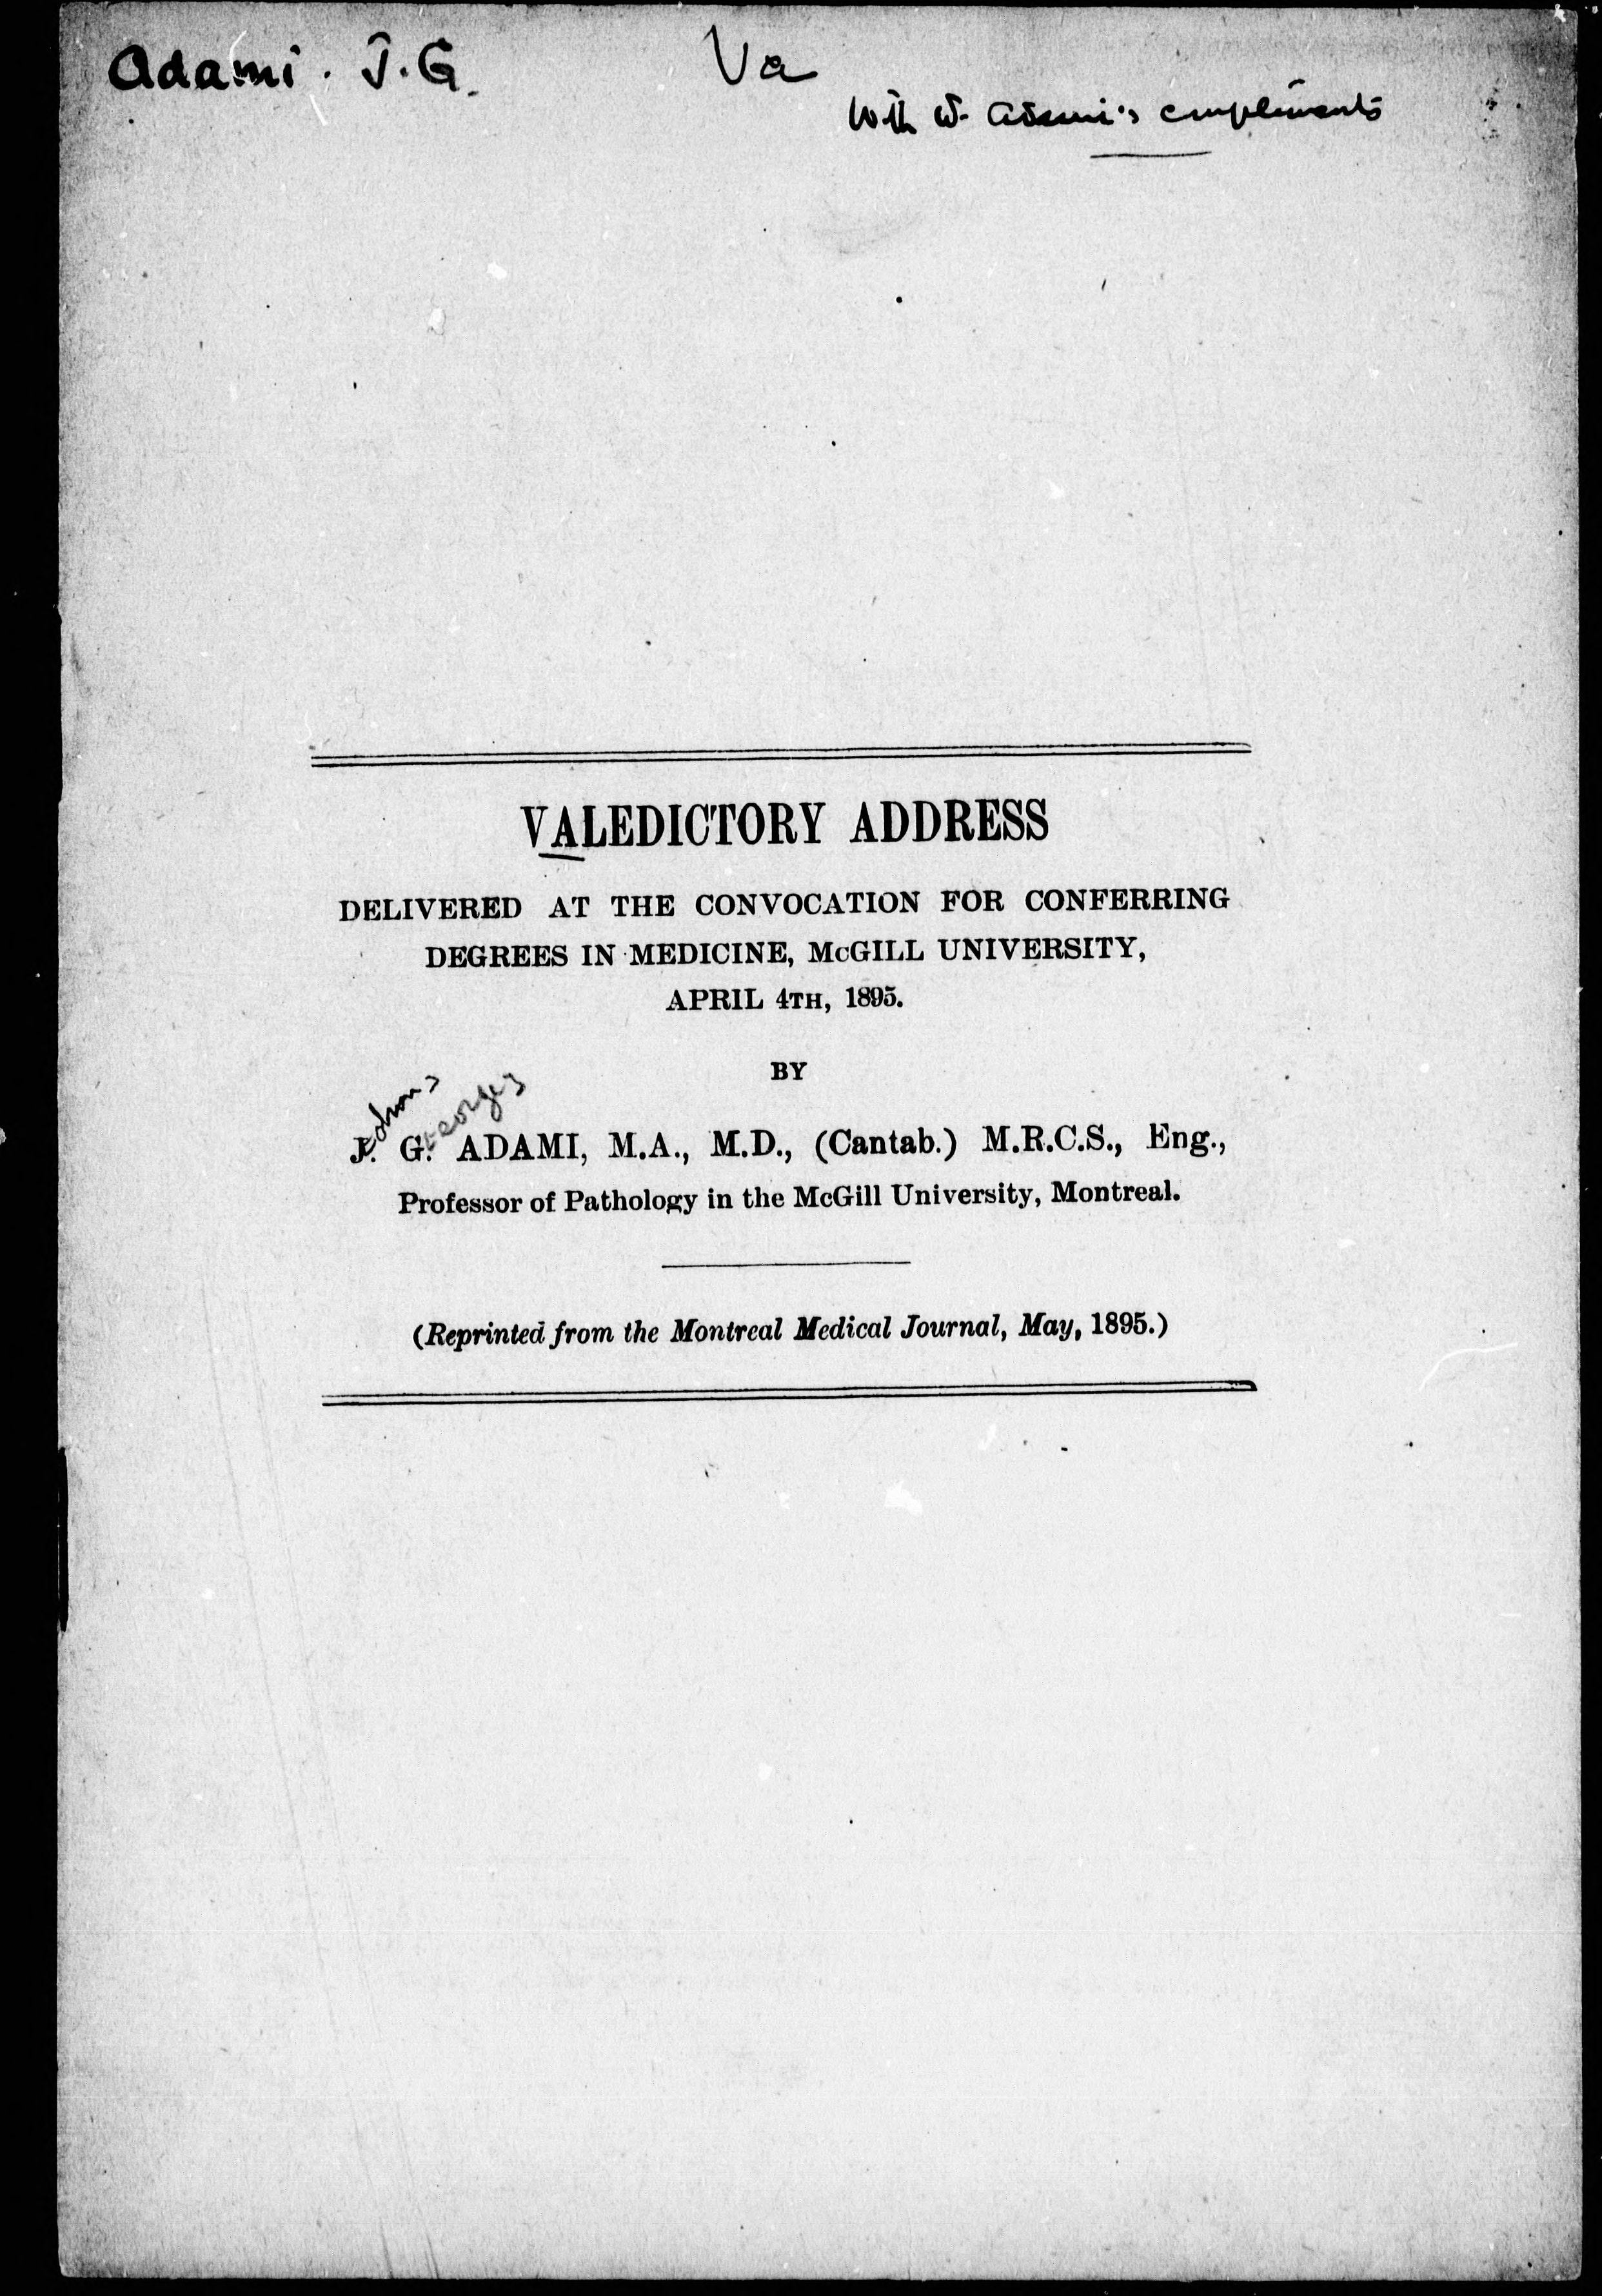 Adami. J.G. Va
With Dr. Adami's compliments
VALEDICTORY ADDRESS
DELIVERED AT THE CONVOCATION FOR CONFERRING
DEGREES IN MEDICINE, McGILL UNIVERSITY,
APRIL 4TH, 1895.
BY
ohn George
J. G. ADAMI, M.A., M.D., (Cantab.) M.R.C.S., Eng.,
Professor of Pathology in the McGill University, Montreal.
(Reprinted from the Montreal Medical Journal, May, 1895.)